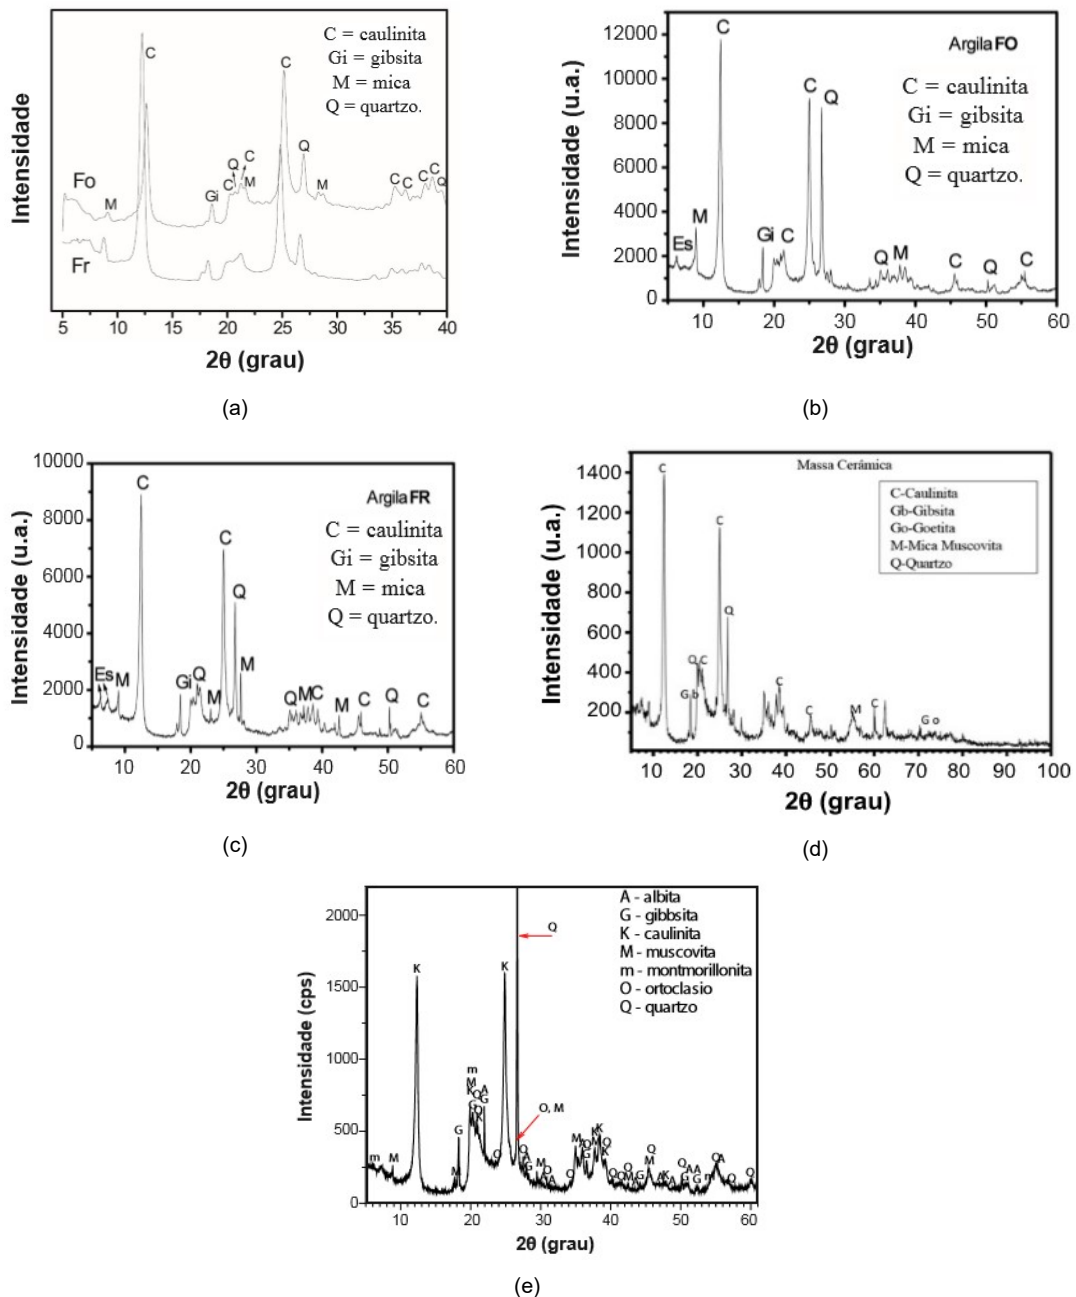 C = caulinita
Gi = gibsita
M = mica
Q = quartzo.
C
C
Q
C
Q
C
M
Gi
M
C
C
C
C
Q
M
Fo
Fr
Intensidade
5 10 15 20 25 30 35 40
2θ (grau)
(a)
12000
10000
8000
6000
4000
2000
0
Argila FO
C = caulinita
Gi = gibsita
M = mica
Q = quartzo.
C
C
Q
M
Es
Gi
C
Q
M
C
Q
C
Intensidade (u.a.)
10 20 30 40 50 60
2θ (grau)
(b)
10000
8000
6000
4000
2000
0
Argila FR
C = caulinita
Gi = gibsita
M = mica
Q = quartzo.
C
C
Q
M
Es
M
Gi
Q
M
Q
M
C
M
C
Q
C
Intensidade (u.a.)
10 20 30 40 50 60
2θ (grau)
(c)
1400
1200
1000
800
600
400
200
Massa Cerâmica
C-Caulinita
Gb-Gibsita
Go-Goetita
M-Mica Muscovita
Q-Quartzo
C
C
Q
Q C
G b
C
C
M
C
G o
Intensidade (u.a.)
10 20 30 40 50 60 70 80 90 100
2θ (grau)
(d)
2000
1500
1000
500
0
A - albita
G - gibbsita
K - caulinita
M - muscovita
m - montmorillonita
O - ortoclasio
Q - quartzo
Q
K
K
O, M
m
M
G
m
M
Intensidade (cps)
10 20 30 40 50 60
2θ (grau)
(e)